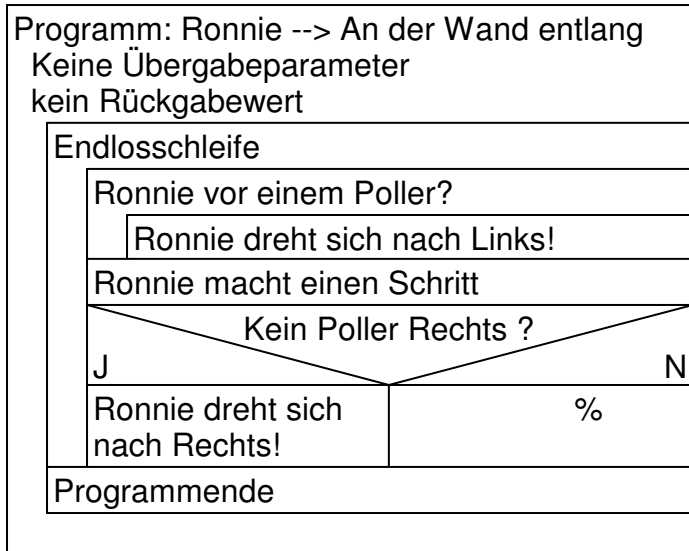 Programm: Ronnie --> An der Wand entlang
Keine Übergabeparameter
kein Rückgabewert
Endlosschleife
Ronnie vor einem Poller?
Ronnie dreht sich nach Links!
Ronnie macht einen Schritt
Kein Poller Rechts ?
J N
Ronnie dreht sich %
nach Rechts!
Programmende